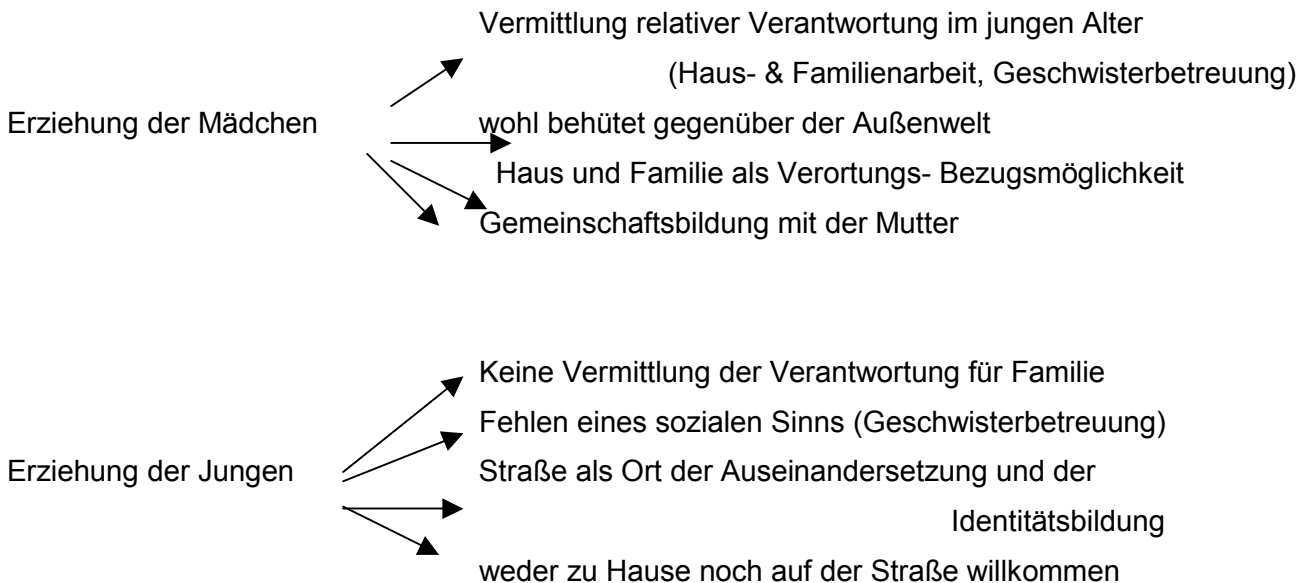 Vermittlung relativer Verantwortung im jungen Alter
(Haus- & Familienarbeit, Geschwisterbetreuung)
Erziehung der Mädchen wohl behütet gegenüber der Außenwelt
Haus und Familie als Verortungs- Bezugsmöglichkeit
Gemeinschaftsbildung mit der Mutter
Keine Vermittlung der Verantwortung für Familie
Fehlen eines sozialen Sinns (Geschwisterbetreuung)
Erziehung der Jungen Straße als Ort der Auseinandersetzung und der
Identitätsbildung
weder zu Hause noch auf der Straße willkommen